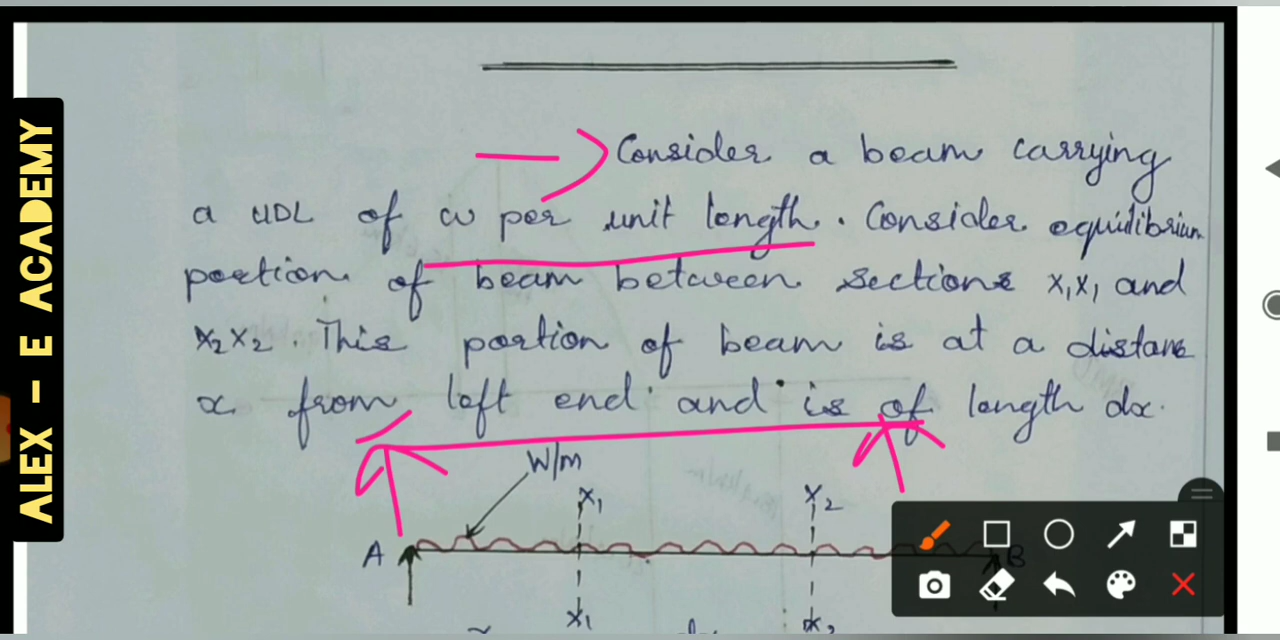 ALEX - E ACADEMY
Consider a beam carrying
a UDL of w per unit length. Consider equilibrium
portion of beam between sections x₁x₁ and
x₂x₂. This portion of beam is at a distance
x from left end and is of length dx.
W/m
X₁ X₂
A B
x₁ x₂
x dx